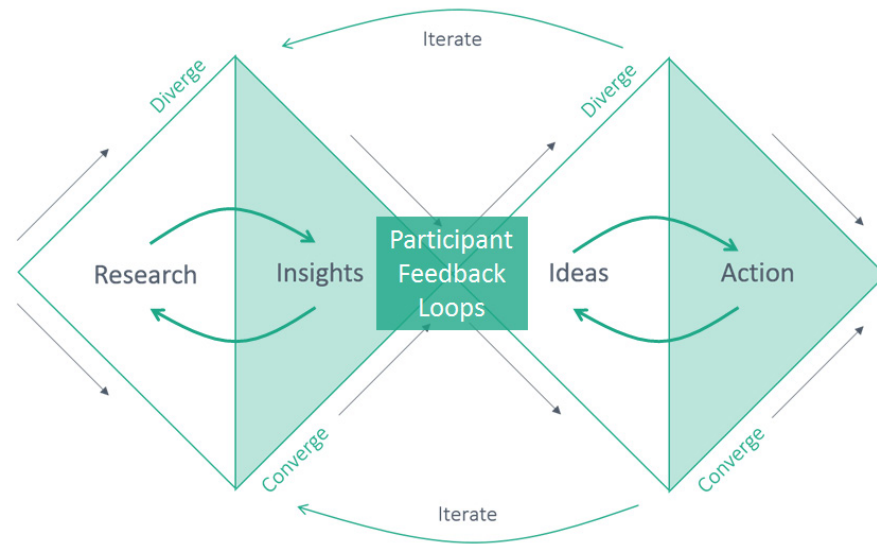 Iterate
Diverge
Diverge
Research
Insights
Participant
Feedback
Loops
Ideas
Action
Converge
Converge
Iterate